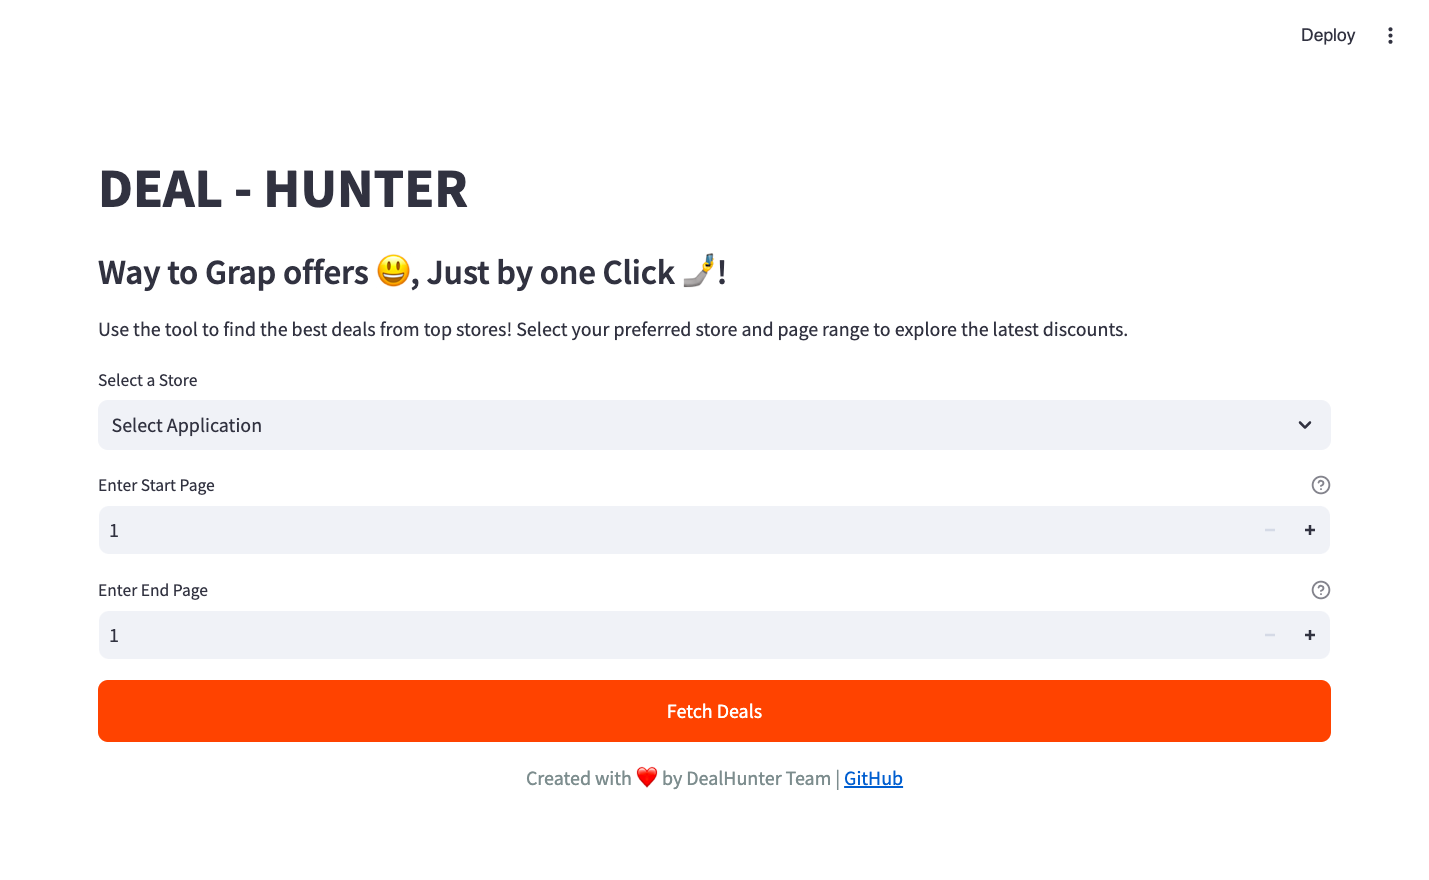 Deploy
DEAL - HUNTER
Way to Grap offers 😃, Just by one Click 🤳!
Use the tool to find the best deals from top stores! Select your preferred store and page range to explore the latest discounts.
Select a Store
Select Application
Enter Start Page
1
Enter End Page
1
Fetch Deals
Created with ❤️ by DealHunter Team | GitHub